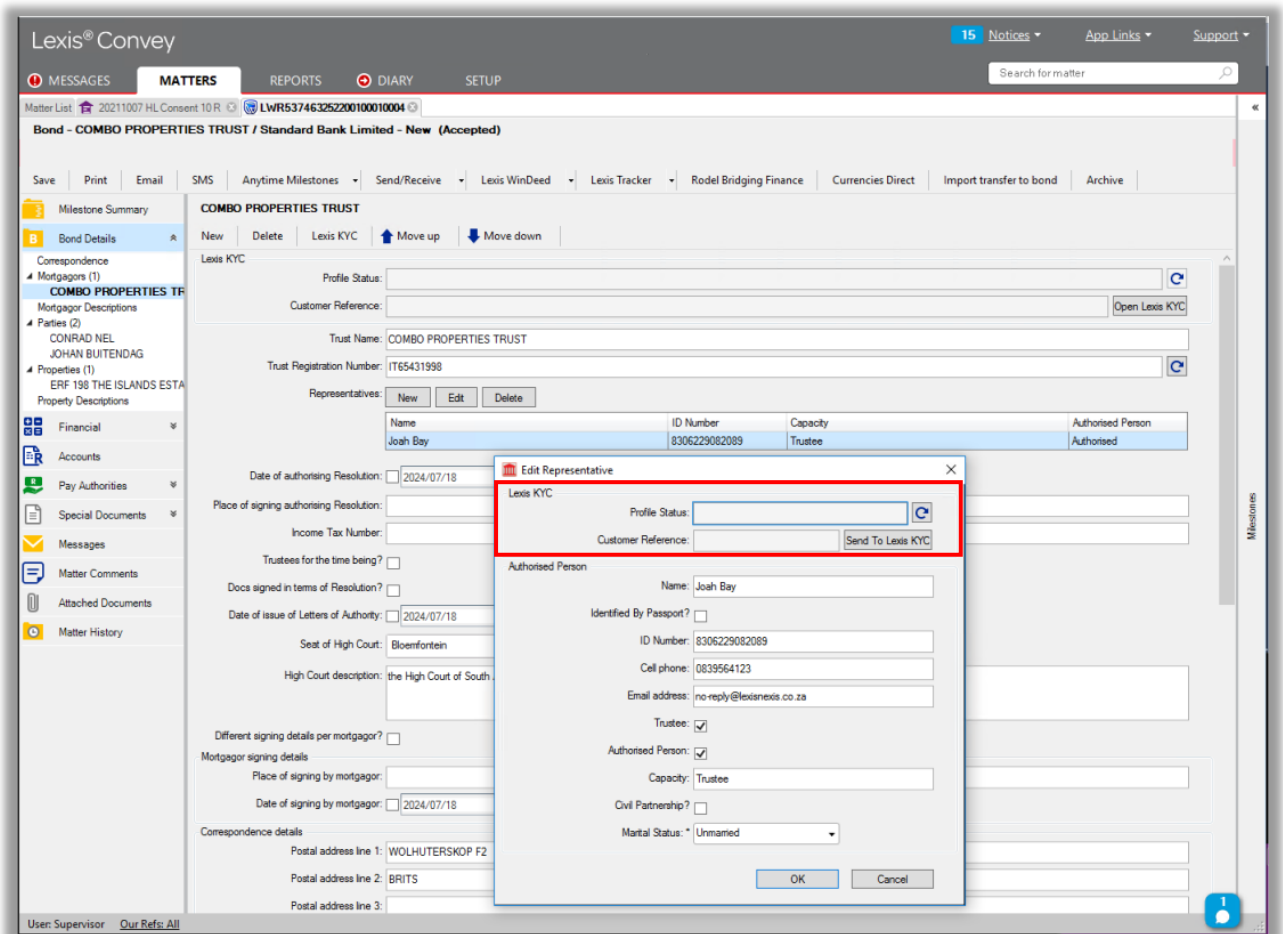 Lexis® Convey
15 Notices App Links Support
MESSAGES MATTERS REPORTS DIARY SETUP
Search for matter
Matter List 20211007 HL Consent 10 R LWR537463252200100010004
Bond - COMBO PROPERTIES TRUST / Standard Bank Limited - New (Accepted)
Save Print Email SMS Anytime Milestones Send/Receive Lexis WinDeed Lexis Tracker Rodel Bridging Finance Currencies Direct Import transfer to bond Archive
Milestone Summary
Bond Details
Correspondence
Mortgagors (1)
COMBO PROPERTIES TR
Mortgagor Descriptions
Parties (2)
CONRAD NEL
JOHAN BUITENDAG
Properties (1)
ERF 198 THE ISLANDS ESTA
Property Descriptions
Financial
Accounts
Pay Authorities
Special Documents
Messages
Matter Comments
Attached Documents
Matter History
COMBO PROPERTIES TRUST
New Delete Lexis KYC Move up Move down
Lexis KYC
Profile Status:
Customer Reference: Open Lexis KYC
Trust Name: COMBO PROPERTIES TRUST
Trust Registration Number: IT65431998
Representatives: New Edit Delete
Name ID Number Capacity Authorised Person
Joah Bay 8306229082089 Trustee Authorised
Date of authorising Resolution: 2024/07/18
Place of signing authorising Resolution:
Income Tax Number:
Trustees for the time being?
Docs signed in terms of Resolution?
Date of issue of Letters of Authority: 2024/07/18
Seat of High Court: Bloemfontein
High Court description: the High Court of South
Different signing details per mortgagor?
Mortgagor signing details
Place of signing by mortgagor:
Date of signing by mortgagor: 2024/07/18
Correspondence details
Postal address line 1: WOLHUTERSKOP F2
Postal address line 2: BRITS
Postal address line 3:
Edit Representative
Lexis KYC
Profile Status:
Customer Reference: Send To Lexis KYC
Authorised Person
Name: Joah Bay
Identified By Passport?
ID Number: 8306229082089
Cell phone: 0839564123
Email address: no-reply@lexisnexis.co.za
Trustee:
Authorised Person:
Capacity: Trustee
Civil Partnership?
Marital Status: * Unmarried
OK Cancel
Milestones
1
User: Supervisor Our Refs: All